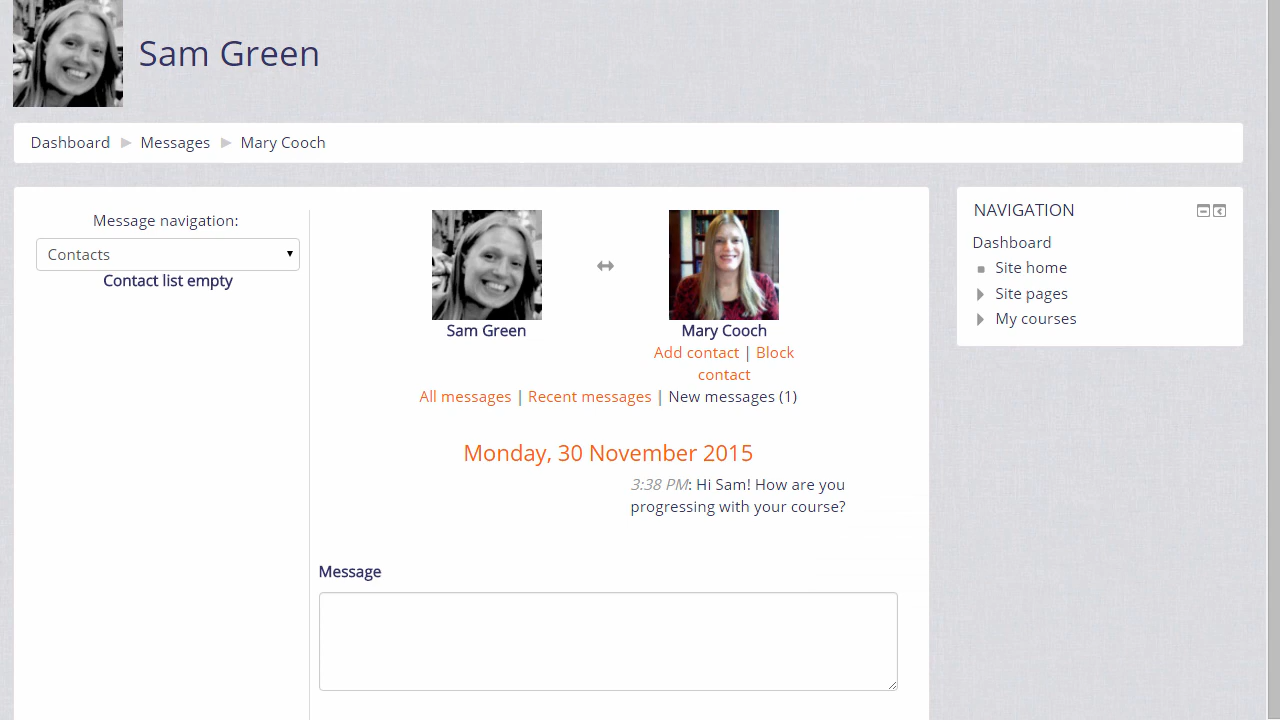 Sam Green
Dashboard ▶ Messages ▶ Mary Cooch
Message navigation:
Contacts
Contact list empty
Sam Green
Mary Cooch
Add contact | Block
contact
All messages | Recent messages | New messages (1)
Monday, 30 November 2015
3:38 PM: Hi Sam! How are you
progressing with your course?
Message
NAVIGATION
Dashboard
Site home
Site pages
My courses